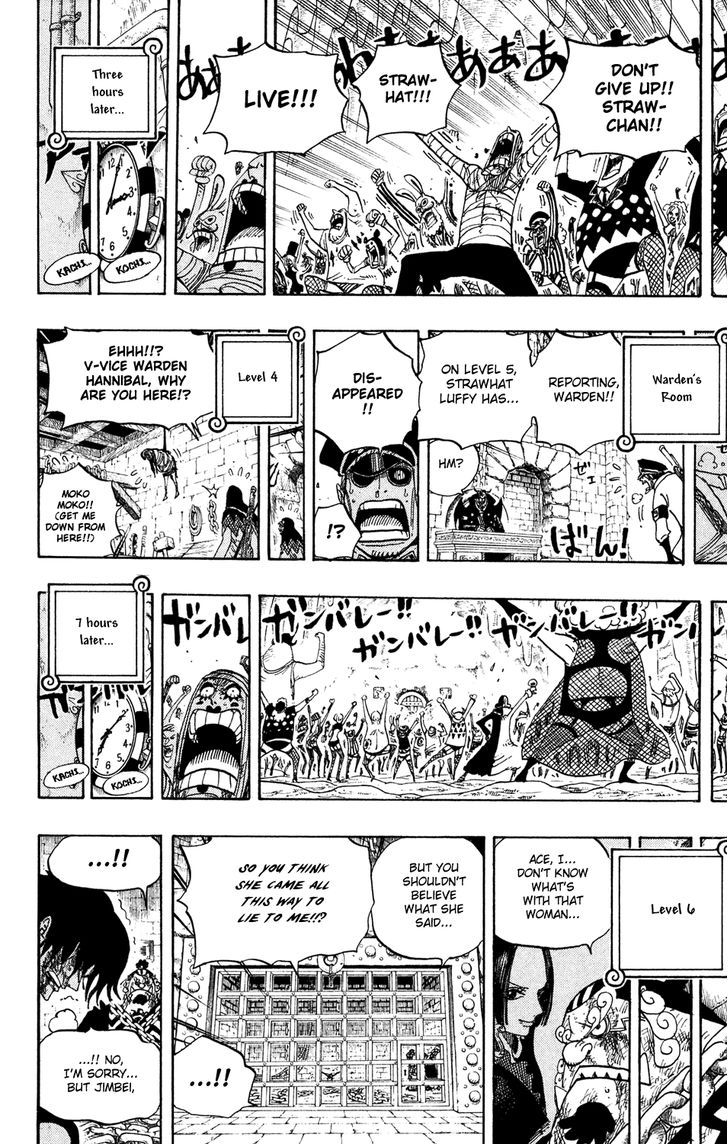 DON'T
GIVE UP!!
STRAW-
CHAN!!
STRAW-
HAT!!!
LIVE!!!
Three
hours
later...
KACHI...
KOCHI...
Warden's
Room
REPORTING,
WARDEN!!
ON LEVEL 5,
STRAWHAT
LUFFY HAS...
HM?
ばん!
DIS-
APPEARED
!!
!?
Level 4
EHHH!!?
V-VICE WARDEN
HANNIBAL, WHY
ARE YOU HERE!?
MOKO
MOKO!!
(GET ME
DOWN FROM
HERE!!)
ガンバレー!!
ガンバレー!!
ガンバレー!!
ガンバレー!!
ガンバレ
7 hours
later...
KACHI...
KOCHI...
Level 6
ACE, I...
DON'T KNOW
WHAT'S
WITH THAT
WOMAN...
BUT YOU
SHOULDN'T
BELIEVE
WHAT SHE
SAID...
SO YOU THINK
SHE CAME ALL
THIS WAY TO
LIE TO ME!!?
...!!
...!!
...!! NO,
I'M SORRY...
BUT JIMBEI,